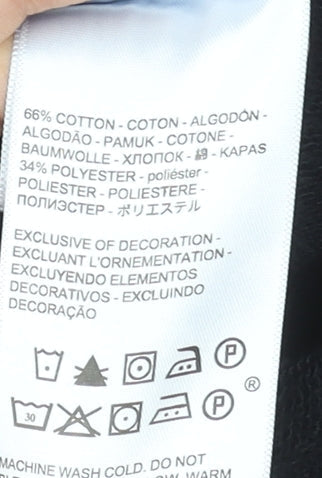 66% COTTON - COTON - ALGODÓN -
ALGODÃO - PAMUK - COTONE -
BAUMWOLLE - ХЛОПОК - 綿 - KAPAS
34% POLYESTER - poliéster -
POLIESTER - POLIESTERE -
ПОЛИЭСТЕР - ポリエステル
EXCLUSIVE OF DECORATION -
EXCLUANT L'ORNEMENTATION -
EXCLUYENDO ELEMENTOS
DECORATIVOS - EXCLUINDO
DECORAÇÃO
P
®
30 P
MACHINE WASH COLD. DO NOT
WARM